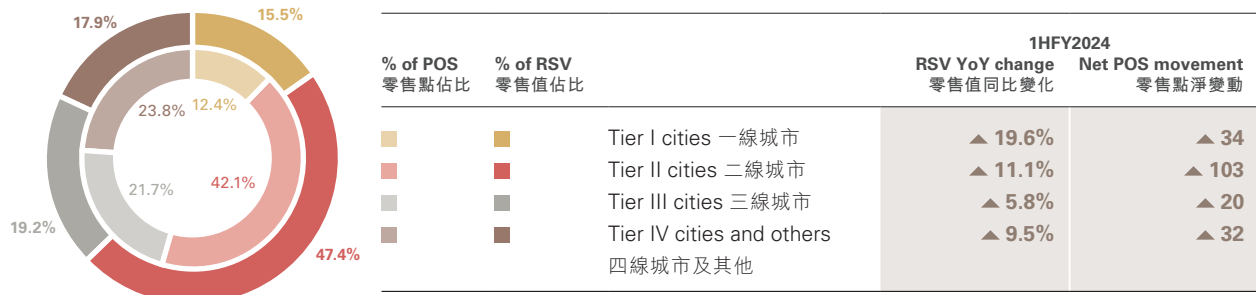 17.9%
15.5%
23.8%
12.4%
21.7%
42.1%
19.2%
47.4%
1HFY2024
% of POS % of RSV RSV YoY change Net POS movement
零售點佔比 零售值佔比 零售值同比變化 零售點淨變動
Tier I cities 一線城市 ▲ 19.6% ▲ 34
Tier II cities 二線城市 ▲ 11.1% ▲ 103
Tier III cities 三線城市 ▲ 5.8% ▲ 20
Tier IV cities and others ▲ 9.5% ▲ 32
四線城市及其他